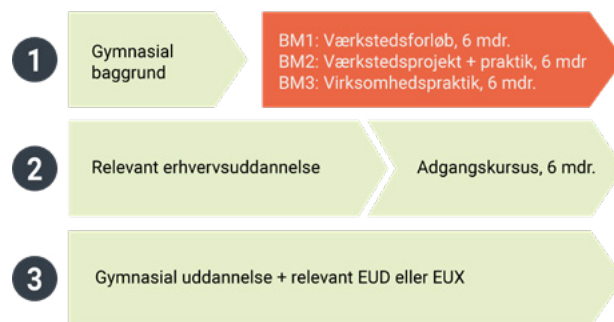 1
Gymnasial
baggrund
BM1: Værkstedsforløb, 6 mdr.
BM2: Værkstedsprojekt + praktik, 6 mdr
BM3: Virksomhedspraktik, 6 mdr.
2
Relevant erhvervsuddannelse
Adgangskursus, 6 mdr.
3
Gymnasial uddannelse + relevant EUD eller EUX